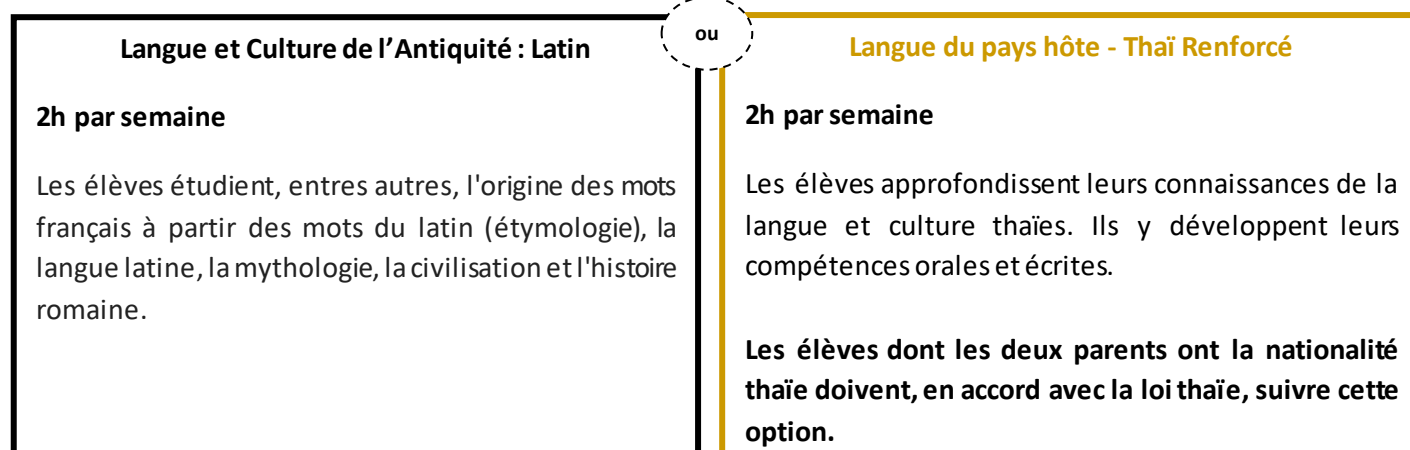 Langue et Culture de l’Antiquité : Latin
2h par semaine
Les élèves étudient, entres autres, l'origine des mots
français à partir des mots du latin (étymologie), la
langue latine, la mythologie, la civilisation et l'histoire
romaine.
ou
Langue du pays hôte - Thaï Renforcé
2h par semaine
Les élèves approfondissent leurs connaissances de la
langue et culture thaïes. Ils y développent leurs
compétences orales et écrites.
Les élèves dont les deux parents ont la nationalité
thaïe doivent, en accord avec la loi thaïe, suivre cette
option.